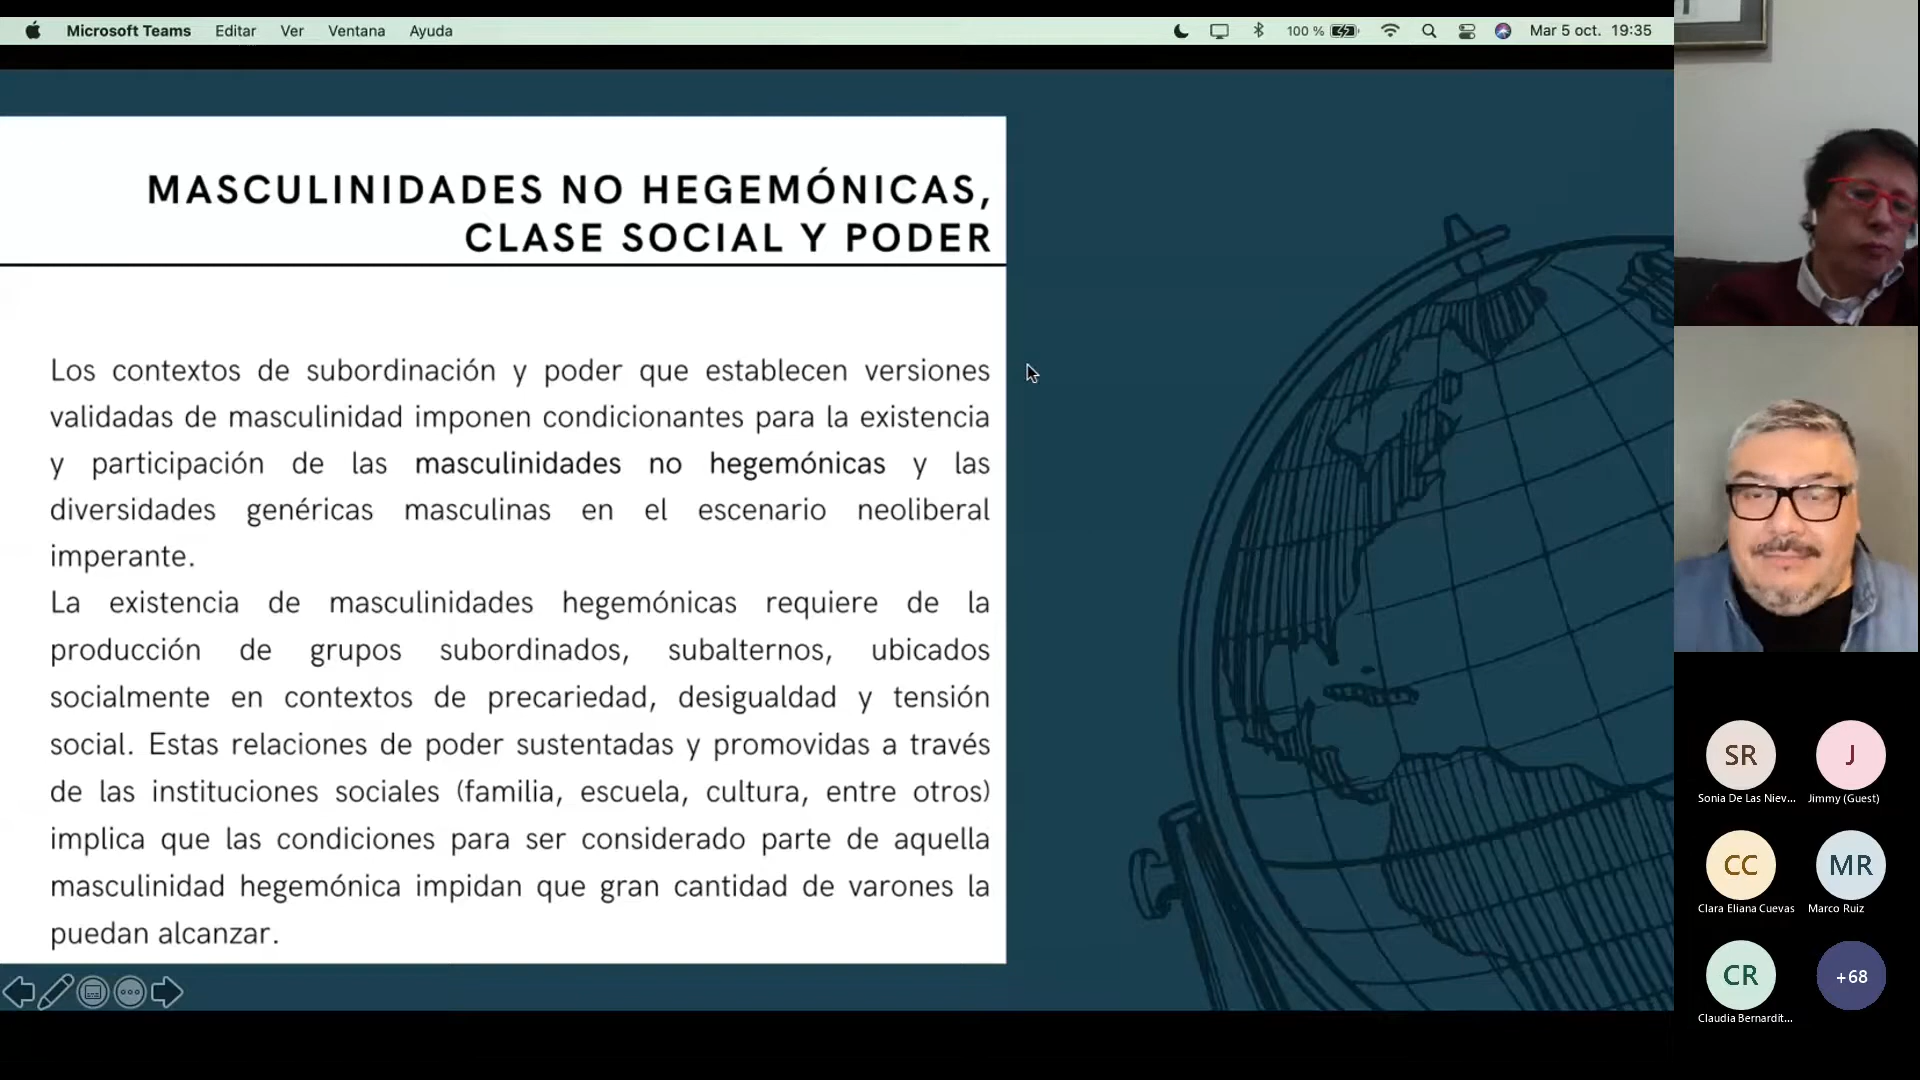 Microsoft Teams Editar Ver Ventana Ayuda 100 % Mar 5 oct. 19:35
MASCULINIDADES NO HEGEMÓNICAS,
CLASE SOCIAL Y PODER
Los contextos de subordinación y poder que establecen versiones
validadas de masculinidad imponen condicionantes para la existencia
y participación de las masculinidades no hegemónicas y las
diversidades genéricas masculinas en el escenario neoliberal
imperante.
La existencia de masculinidades hegemónicas requiere de la
producción de grupos subordinados, subalternos, ubicados
socialmente en contextos de precariedad, desigualdad y tensión
social. Estas relaciones de poder sustentadas y promovidas a través
de las instituciones sociales (familia, escuela, cultura, entre otros)
implica que las condiciones para ser considerado parte de aquella
masculinidad hegemónica impidan que gran cantidad de varones la
puedan alcanzar.
SR J
Sonia De Las Niev... Jimmy (Guest)
CC MR
Clara Eliana Cuevas Marco Ruiz
CR +68
Claudia Bernardit...